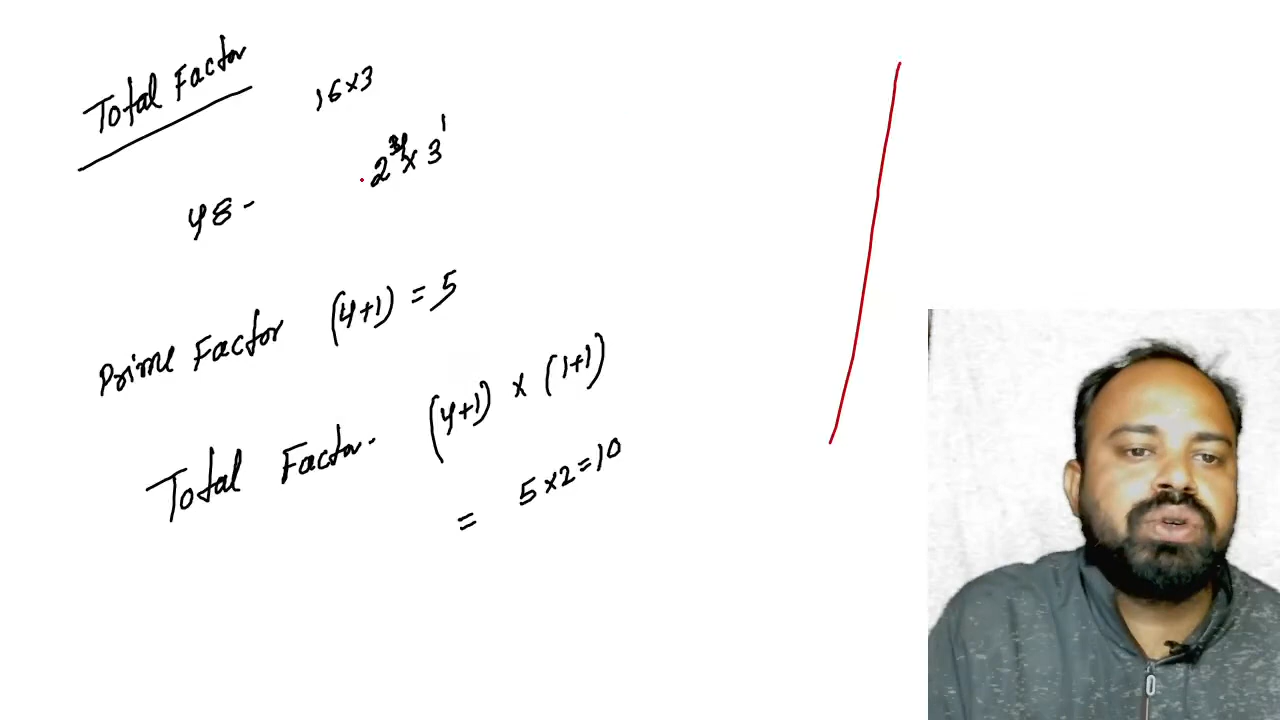 Total Factor
16×3
48-
2⁴×3¹
Prime Factor (4+1) = 5
Total Factor- (4+1) × (1+1)
= 5×2=10